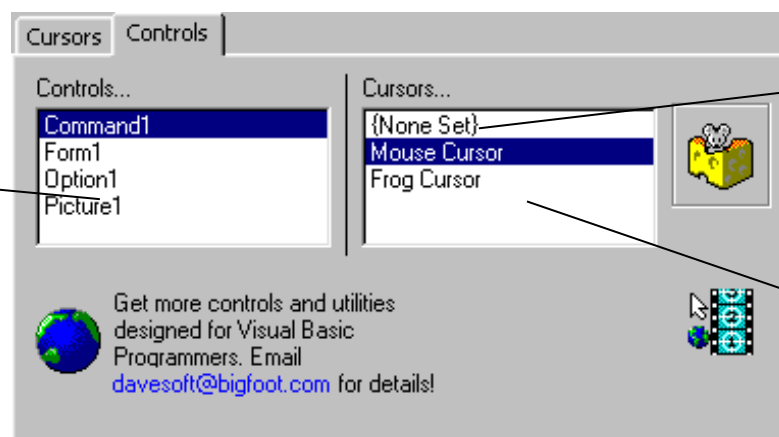 Cursors Controls
Controls...
Command1
Form1
Option1
Picture1
Cursors...
{None Set}
Mouse Cursor
Frog Cursor
Get more controls and utilities
designed for Visual Basic
Programmers. Email
davesoft@bigfoot.com for details!